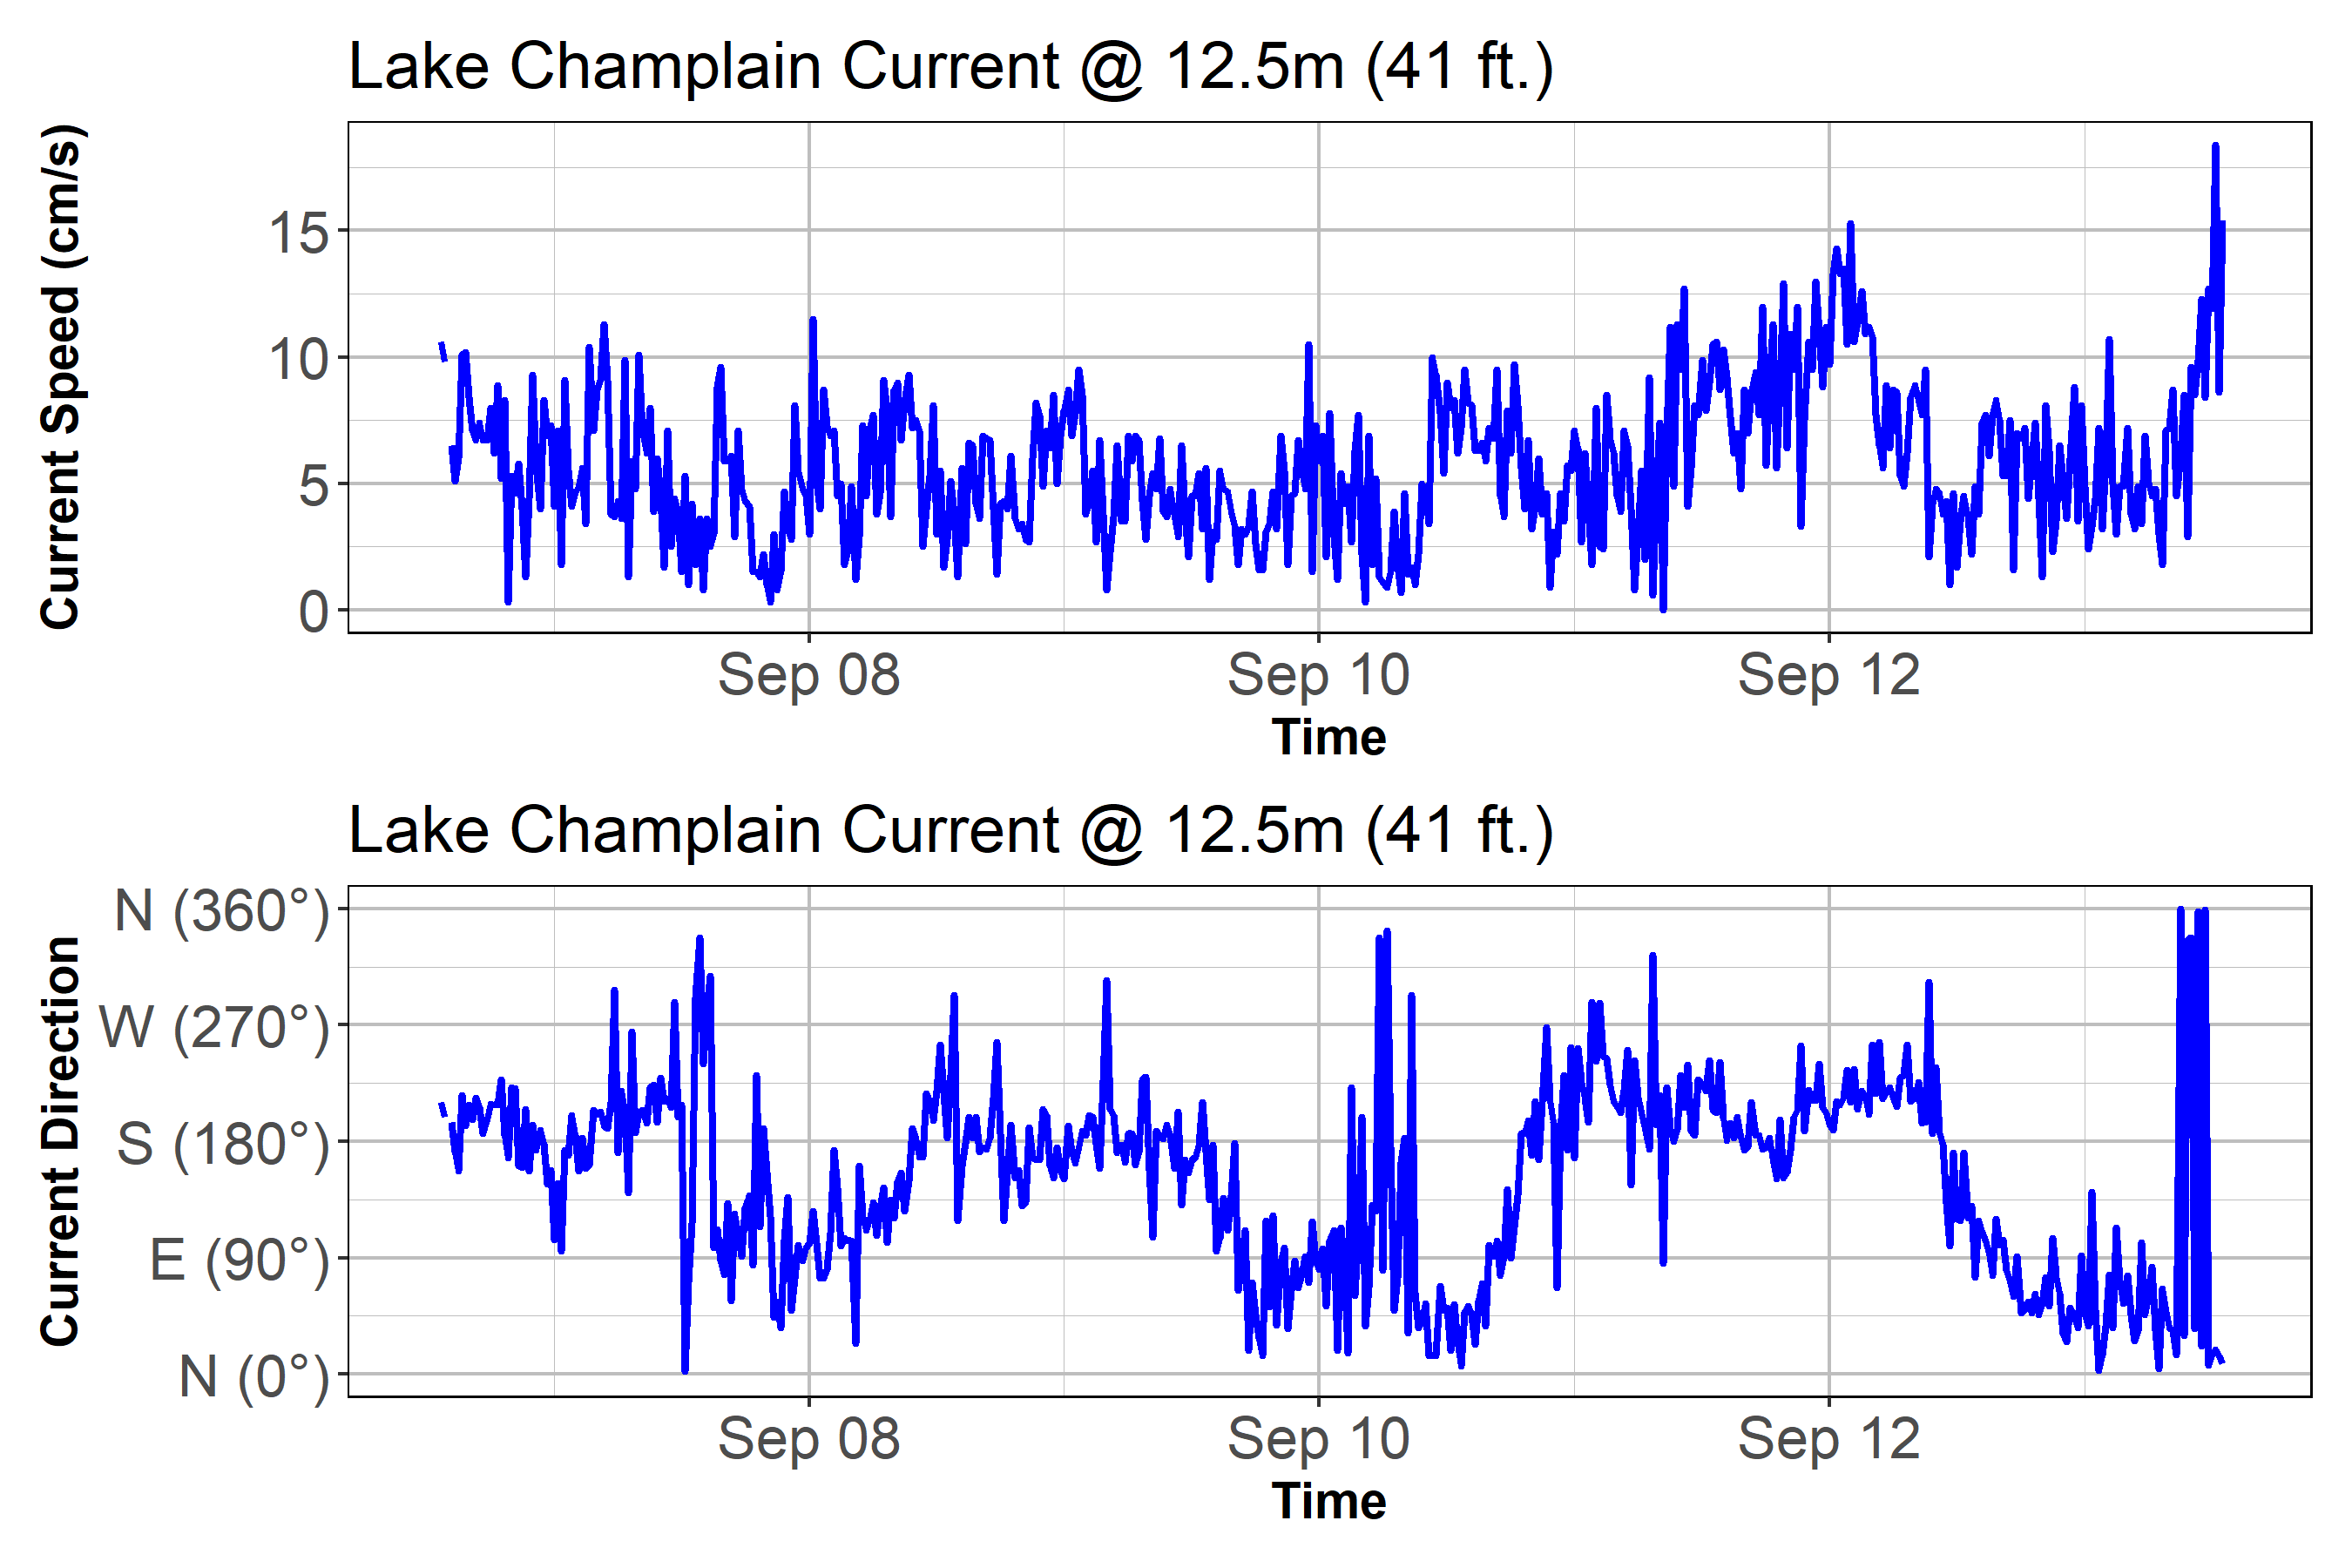 Lake Champlain Current @ 12.5m (41 ft.)
Current Speed (cm/s)
15
10
5
0
Sep 08 Sep 10 Sep 12
Time
Lake Champlain Current @ 12.5m (41 ft.)
Current Direction
N (360°)
W (270°)
S (180°)
E (90°)
N (0°)
Sep 08 Sep 10 Sep 12
Time